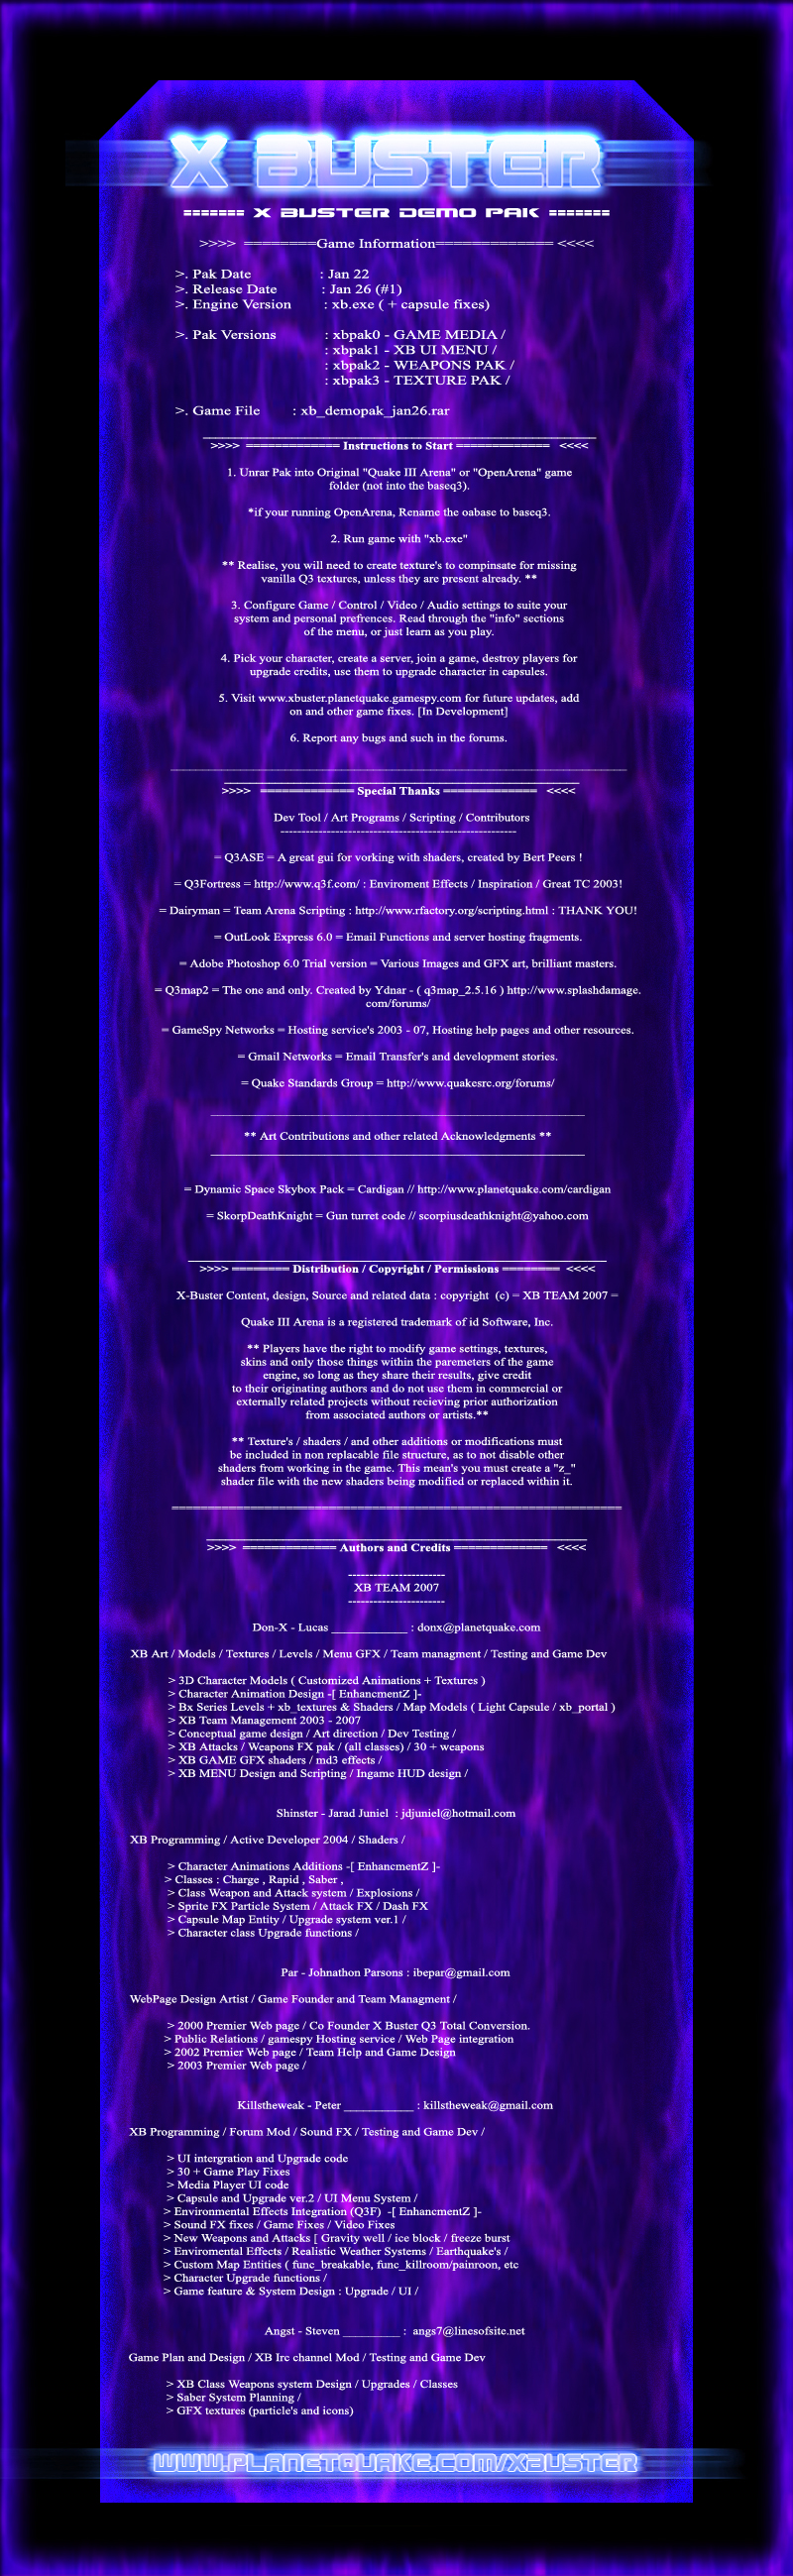 X BUSTER
======= X BUSTER DEMO PAK =======
>>>> ========Game Information============= <<<<
>. Pak Date : Jan 22
>. Release Date : Jan 26 (#1)
>. Engine Version : xb.exe ( + capsule fixes)
>. Pak Versions : xbpak0 - GAME MEDIA /
: xbpak1 - XB UI MENU /
: xbpak2 - WEAPONS PAK /
: xbpak3 - TEXTURE PAK /
>. Game File : xb_demopak_jan26.rar
>>>> ============= Instructions to Start ============= <<<<
1. Unrar Pak into Original "Quake III Arena" or "OpenArena" game
folder (not into the baseq3).
*if your running OpenArena, Rename the oabase to baseq3.
2. Run game with "xb.exe"
** Realise, you will need to create texture's to compinsate for missing
vanilla Q3 textures, unless they are present already. **
3. Configure Game / Control / Video / Audio settings to suite your
system and personal prefrences. Read through the "info" sections
of the menu, or just learn as you play.
4. Pick your character, create a server, join a game, destroy players for
upgrade credits, use them to upgrade character in capsules.
5. Visit www.xbuster.planetquake.gamespy.com for future updates, add
on and other game fixes. [In Development]
6. Report any bugs and such in the forums.
>>>> ============= Special Thanks ============= <<<<
Dev Tool / Art Programs / Scripting / Contributors
--------------------------------------------------------
= Q3ASE = A great gui for vorking with shaders, created by Bert Peers !
= Q3Fortress = http://www.q3f.com/ : Enviroment Effects / Inspiration / Great TC 2003!
= Dairyman = Team Arena Scripting : http://www.rfactory.org/scripting.html : THANK YOU!
= OutLook Express 6.0 = Email Functions and server hosting fragments.
= Adobe Photoshop 6.0 Trial version = Various Images and GFX art, brilliant masters.
= Q3map2 = The one and only. Created by Ydnar - ( q3map_2.5.16 ) http://www.splashdamage.
com/forums/
= GameSpy Networks = Hosting service's 2003 - 07, Hosting help pages and other resources.
= Gmail Networks = Email Transfer's and development stories.
= Quake Standards Group = http://www.quakesrc.org/forums/
** Art Contributions and other related Acknowledgments **
= Dynamic Space Skybox Pack = Cardigan // http://www.planetquake.com/cardigan
= SkorpDeathKnight = Gun turret code // scorpiusdeathknight@yahoo.com
>>>> ======== Distribution / Copyright / Permissions ======== <<<<
X-Buster Content, design, Source and related data : copyright (c) = XB TEAM 2007 =
Quake III Arena is a registered trademark of id Software, Inc.
** Players have the right to modify game settings, textures,
skins and only those things within the paremeters of the game
engine, so long as they share their results, give credit
to their originating authors and do not use them in commercial or
externally related projects without recieving prior authorization
from associated authors or artists.**
** Texture's / shaders / and other additions or modifications must
be included in non replacable file structure, as to not disable other
shaders from working in the game. This mean's you must create a "z_"
shader file with the new shaders being modified or replaced within it.
===============================================================
>>>> ============= Authors and Credits ============= <<<<
-----------------------
XB TEAM 2007
-----------------------
Don-X - Lucas ____________ : donx@planetquake.com
XB Art / Models / Textures / Levels / Menu GFX / Team managment / Testing and Game Dev
> 3D Character Models ( Customized Animations + Textures )
> Character Animation Design -[ EnhancmentZ ]-
> Bx Series Levels + xb_textures & Shaders / Map Models ( Light Capsule / xb_portal )
> XB Team Management 2003 - 2007
> Conceptual game design / Art direction / Dev Testing /
> XB Attacks / Weapons FX pak / (all classes) / 30 + weapons
> XB GAME GFX shaders / md3 effects /
> XB MENU Design and Scripting / Ingame HUD design /
Shinster - Jarad Juniel : jdjuniel@hotmail.com
XB Programming / Active Developer 2004 / Shaders /
> Character Animations Additions -[ EnhancmentZ ]-
> Classes : Charge , Rapid , Saber ,
> Class Weapon and Attack system / Explosions /
> Sprite FX Particle System / Attack FX / Dash FX
> Capsule Map Entity / Upgrade system ver.1 /
> Character class Upgrade functions /
Par - Johnathon Parsons : ibepar@gmail.com
WebPage Design Artist / Game Founder and Team Managment /
> 2000 Premier Web page / Co Founder X Buster Q3 Total Conversion.
> Public Relations / gamespy Hosting service / Web Page integration
> 2002 Premier Web page / Team Help and Game Design
> 2003 Premier Web page /
Killstheweak - Peter ___________ : killstheweak@gmail.com
XB Programming / Forum Mod / Sound FX / Testing and Game Dev /
> UI intergration and Upgrade code
> 30 + Game Play Fixes
> Media Player UI code
> Capsule and Upgrade ver.2 / UI Menu System /
> Environmental Effects Integration (Q3F) -[ EnhancmentZ ]-
> Sound FX fixes / Game Fixes / Video Fixes
> New Weapons and Attacks [ Gravity well / ice block / freeze burst
> Enviromental Effects / Realistic Weather Systems / Earthquake's /
> Custom Map Entities ( func_breakable, func_killroom/painroon, etc
> Character Upgrade functions /
> Game feature & System Design : Upgrade / UI /
Angst - Steven _________ : angs7@linesofsite.net
Game Plan and Design / XB Irc channel Mod / Testing and Game Dev
> XB Class Weapons system Design / Upgrades / Classes
> Saber System Planning /
> GFX textures (particle's and icons)
WWW.PLANETQUAKE.COM/XBUSTER